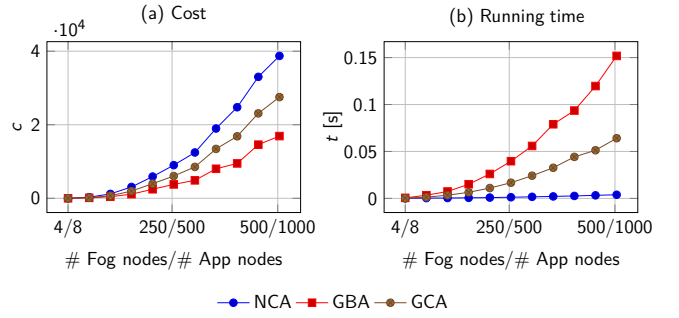 (a) Cost
·10⁴
4
2
0
c
4/8
250/500
500/1000
# Fog nodes/# App nodes
(b) Running time
0.15
0.1
0.05
0
t [s]
4/8
250/500
500/1000
# Fog nodes/# App nodes
NCA GBA GCA